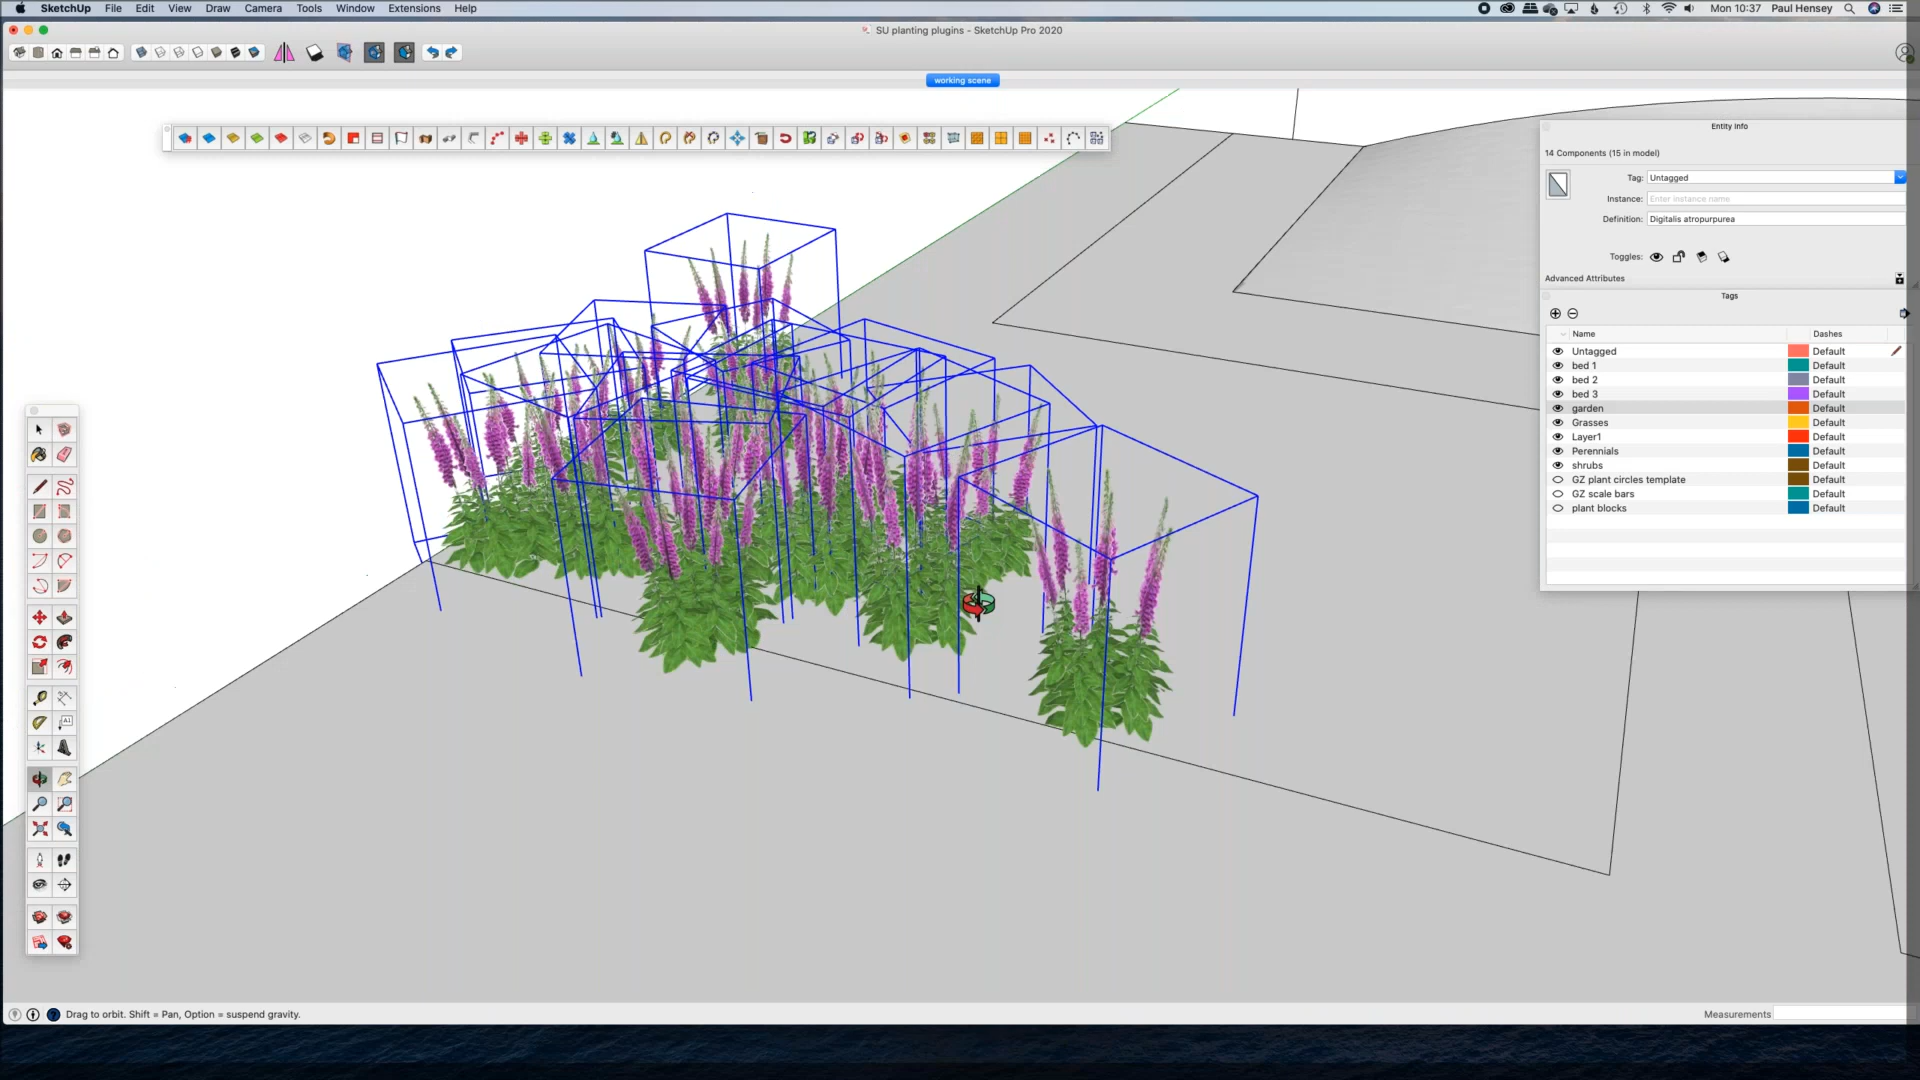 SketchUp File Edit View Draw Camera Tools Window Extensions Help
Mon 10:37 Paul Hensey
SU planting plugins - SketchUp Pro 2020
working scene
Entity Info
14 Components (15 in model)
Tag: Untagged
Instance: Enter instance name
Definition: Digitalis atropurpurea
Toggles:
Advanced Attributes
Tags
Name Dashes
Untagged Default
bed 1 Default
bed 2 Default
bed 3 Default
garden Default
Grasses Default
Layer1 Default
Perennials Default
shrubs Default
GZ plant circles template Default
GZ scale bars Default
plant blocks Default
A1
Drag to orbit. Shift = Pan, Option = suspend gravity.
Measurements